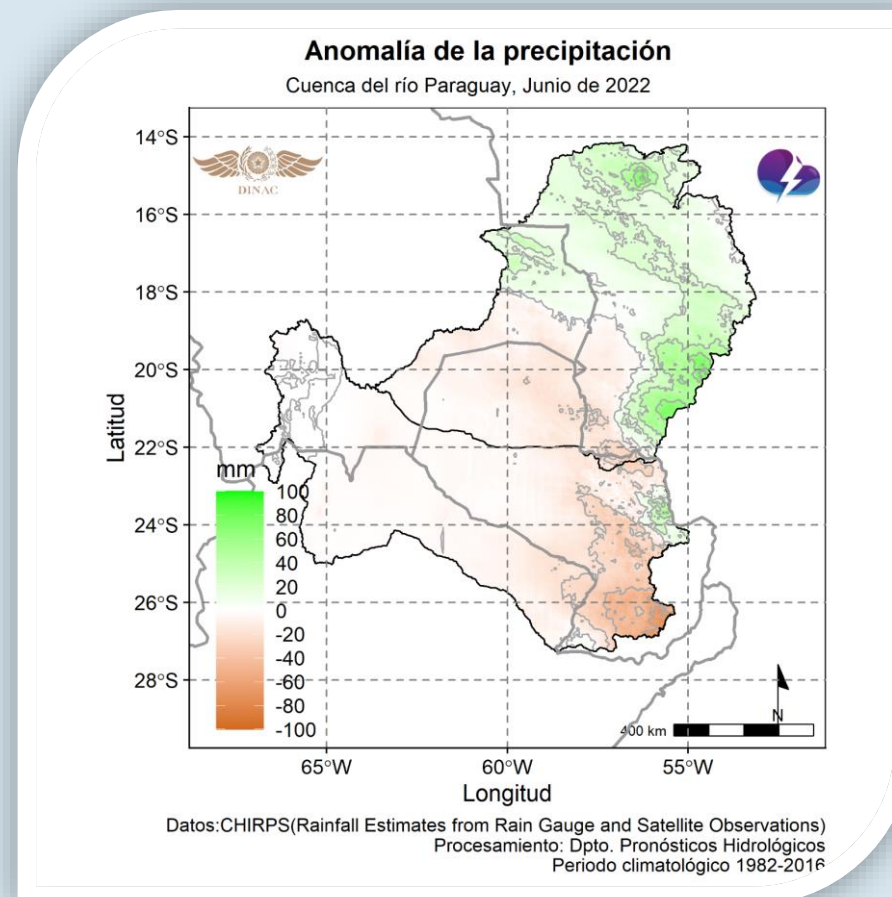 Anomalía de la precipitación
Cuenca del río Paraguay, Junio de 2022
14°S
16°S
18°S
20°S
22°S
24°S
26°S
28°S
Latitud
DINAC
mm
100
80
60
40
20
0
-20
-40
-60
-80
-100
N
400 km
65°W
60°W
55°W
Longitud
Datos:CHIRPS(Rainfall Estimates from Rain Gauge and Satellite Observations)
Procesamiento: Dpto. Pronósticos Hidrológicos
Periodo climatológico 1982-2016